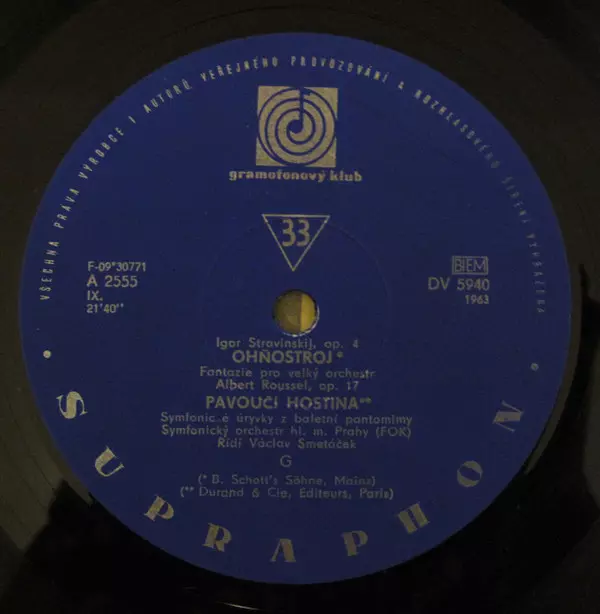 VŠECHNA PRÁVA VÝROBCE I AUTORŮ VEŘEJNÉHO PROVOZOVÁNÍ A ROZHLASOVÉHO ŠÍŘENÍ VYHRAZENA
gramofonový klub
33
F-09*30771
A 2555
IX.
21'40''
BIEM
DV 5940
1963
Igor Stravinskij, op. 4
OHŇOSTROJ*
Fantazie pro velký orchestr
Albert Roussel, op. 17
PAVOUČÍ HOSTINA**
Symfonické úryvky z baletní pantomimy
Symfonický orchestr hl. m. Prahy (FOK)
Řídí Václav Smetáček
G
(* B. Schott's Söhne, Mainz)
(** Durand & Cie, Editeurs, Paris)
• SUPRAPHON •